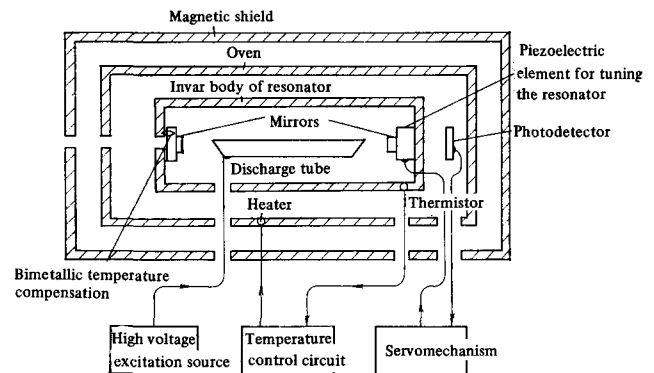 Magnetic shield
Oven
Invar body of resonator
Piezoelectric
element for tuning
the resonator
Mirrors
Photodetector
Discharge tube
Heater
Thermistor
Bimetallic temperature
compensation
High voltage
excitation source
Temperature
control circuit
Servomechanism